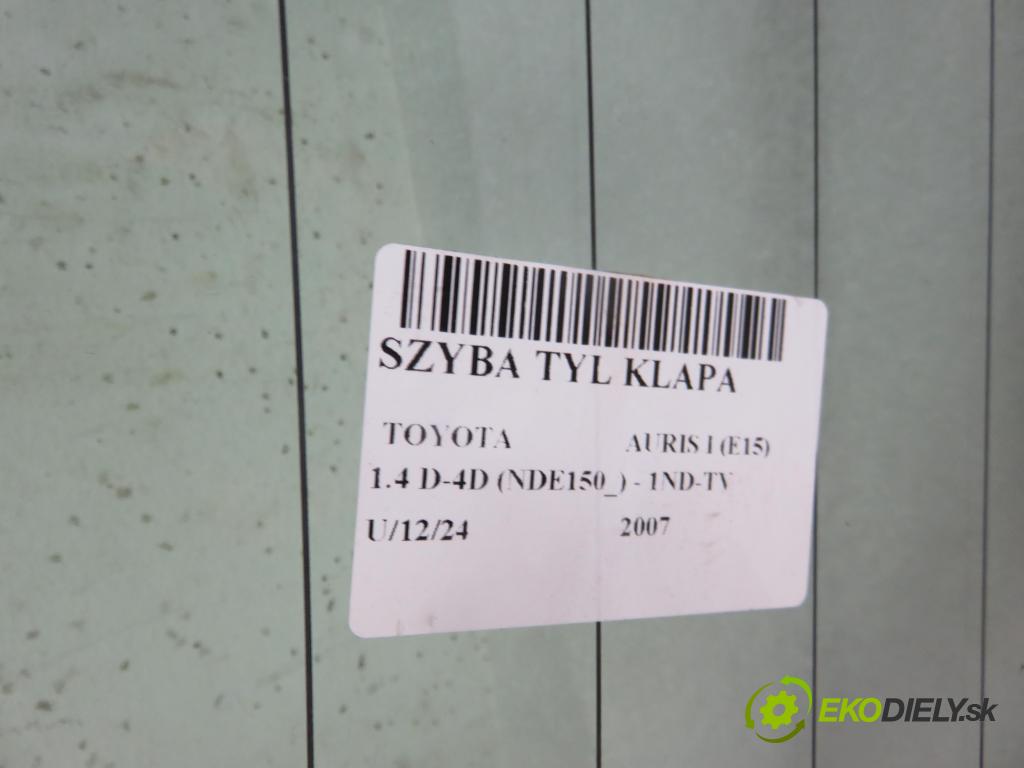 SZYBA TYL KLAPA
TOYOTA AURIS I (E15)
1.4 D-4D (NDE150_) - 1ND-TV
U/12/24 2007
EKODIELY.sk